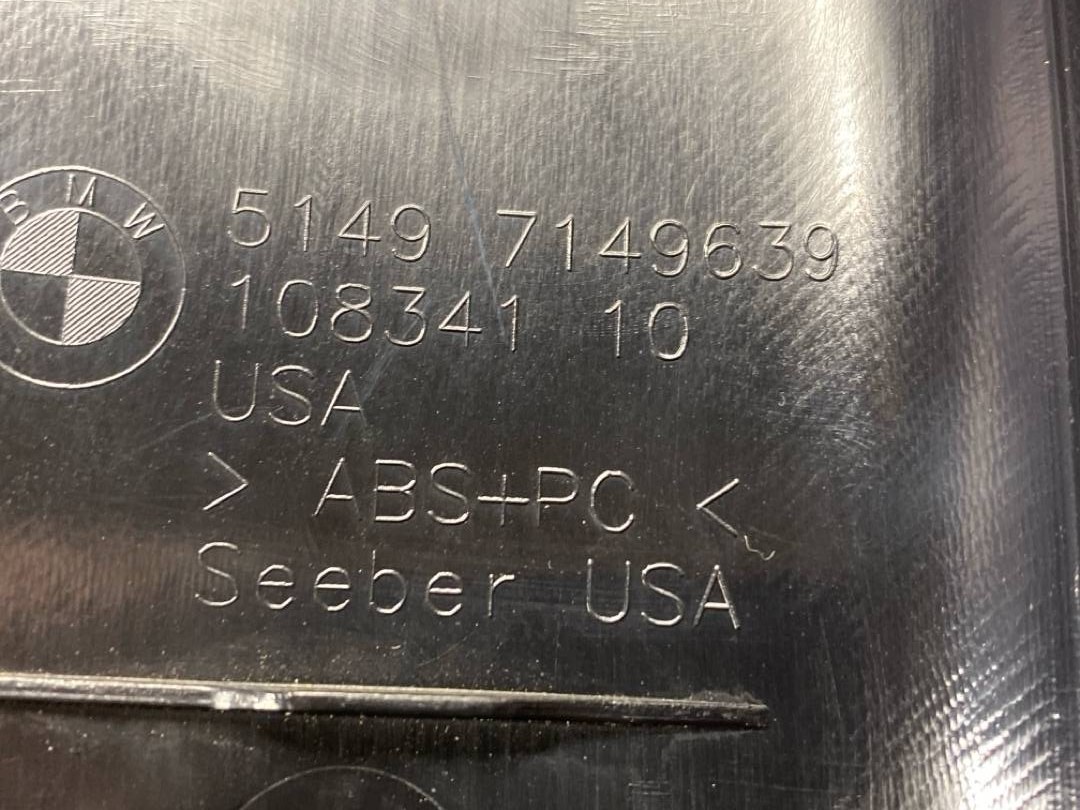 BMW
5149 7149639
108341 10
USA
> ABS+PC <
Seeber USA